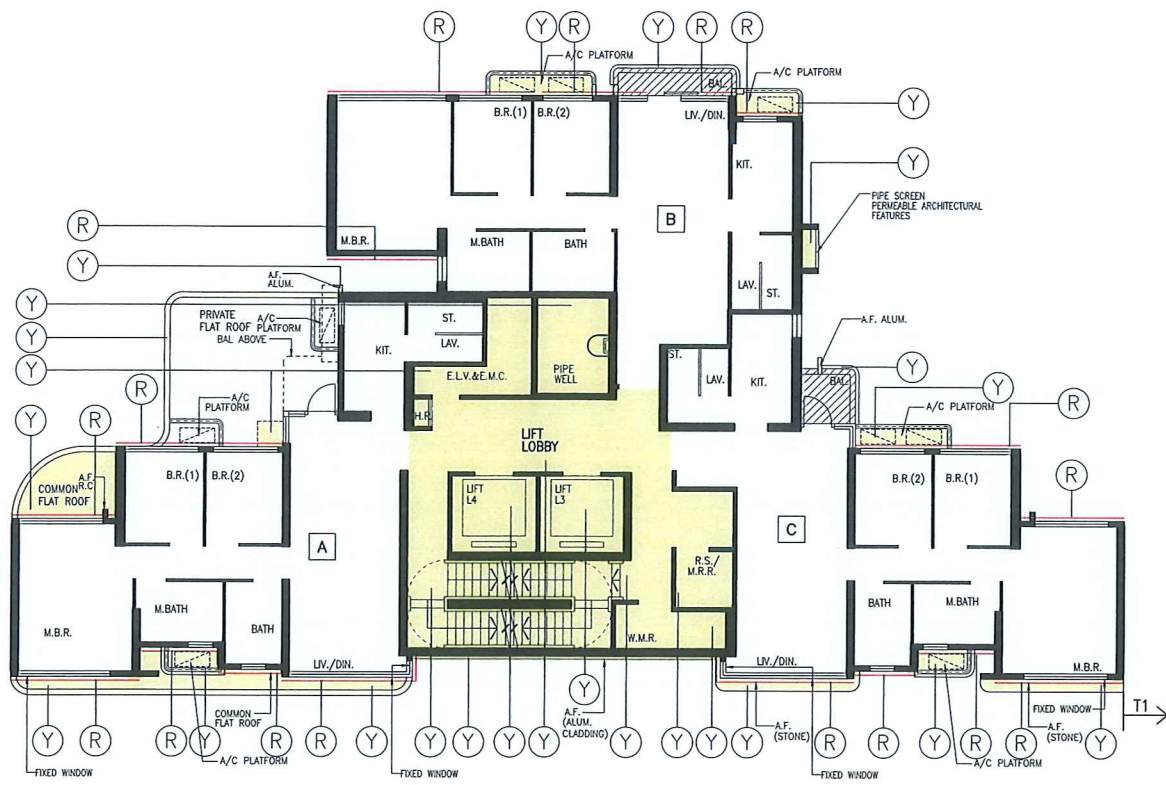 R
Y
R
Y
R
R
A/C PLATFORM
A/C PLATFORM
BAL.
Y
B.R.(1)
B.R.(2)
LIV./DIN.
KIT.
Y
PIPE SCREEN
PERMEABLE ARCHITECTURAL
FEATURES
B
R
M.B.R.
M.BATH
BATH
Y
A.F.
ALUM.
LAV.
ST.
Y
PRIVATE
FLAT ROOF
A/C
PLATFORM
BAL ABOVE
ST.
KIT.
LAV.
A.F. ALUM.
Y
Y
E.L.V.&E.M.C.
PIPE
WELL
ST.
LAV.
KIT.
BAL.
Y
Y
A/C PLATFORM
R
R
A/C
PLATFORM
H.R.
LIFT
LOBBY
Y
R
A.F.
R.C
COMMON
FLAT ROOF
B.R.(1)
B.R.(2)
LIFT
L4
LIFT
L3
B.R.(2)
B.R.(1)
R
A
C
R.S./
M.R.R.
M.BATH
BATH
M.B.R.
BATH
M.BATH
W.M.R.
LIV./DIN.
LIV./DIN.
M.B.R.
Y
T1
COMMON
FLAT ROOF
A.F.
(ALUM.
CLADDING)
A.F.
(STONE)
FIXED WINDOW
A.F.
(STONE)
Y
R
R
Y
R
R
Y
Y
Y
Y
Y
Y
Y
Y
Y
R
R
Y
R
R
Y
A/C PLATFORM
A/C PLATFORM
FIXED WINDOW
FIXED WINDOW
FIXED WINDOW